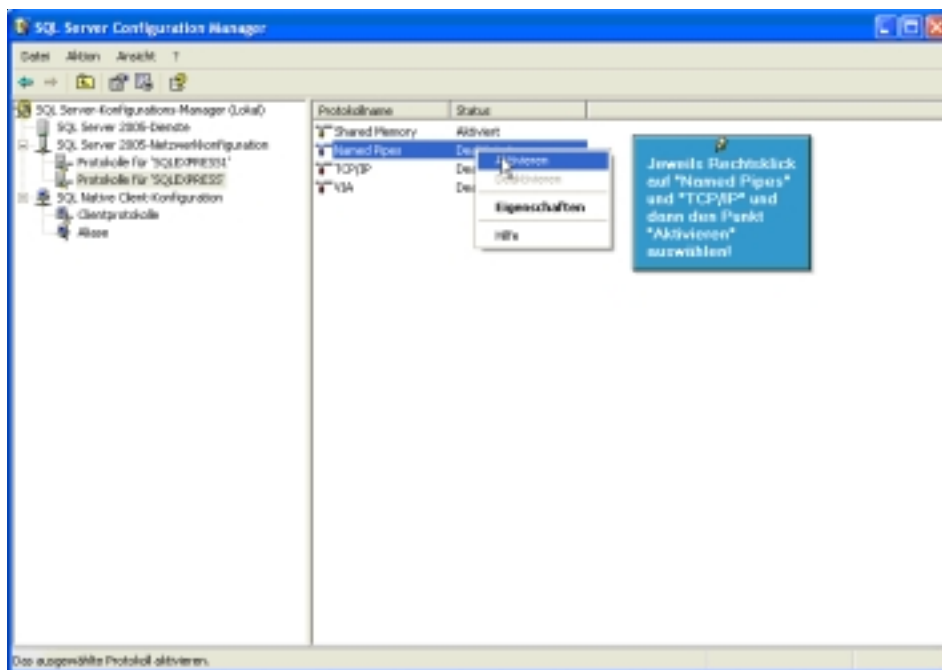 SQL Server Configuration Manager
Datei Aktion Ansicht ?
SQL Server-Konfigurations-Manager (Lokal)
SQL Server 2005-Dienste
SQL Server 2005-Netzwerkkonfiguration
Protokolle für 'SQLEXPRESS1'
Protokolle für 'SQLEXPRESS'
SQL Native Client-Konfiguration
Clientprotokolle
Aliase
Protokollname Status
Shared Memory Aktiviert
Named Pipes
TCP/IP
VIA
Aktivieren
Deaktivieren
Eigenschaften
Hilfe
Jeweils Rechtsklick
auf "Named Pipes"
und "TCP/IP" und
dann den Punkt
"Aktivieren"
auswählen!
Das ausgewählte Protokoll aktivieren.